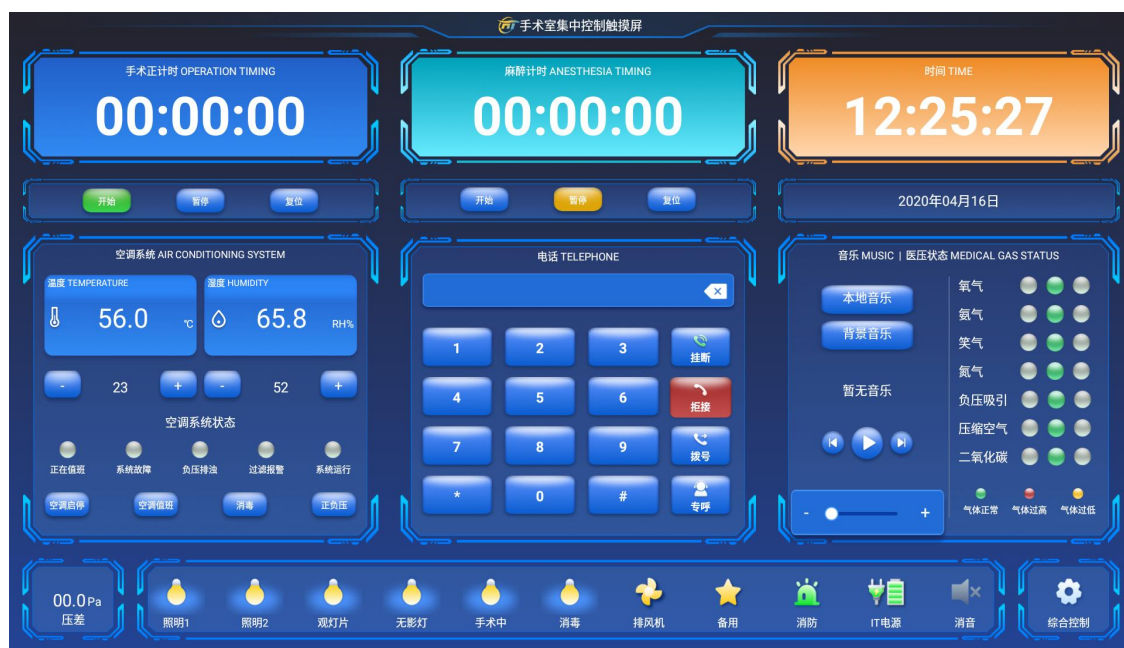 手术室集中控制触摸屏
手术正计时 OPERATION TIMING
00:00:00
开始
暂停
复位
麻醉计时 ANESTHESIA TIMING
00:00:00
开始
暂停
复位
时间 TIME
12:25:27
2020年04月16日
空调系统 AIR CONDITIONING SYSTEM
温度 TEMPERATURE
56.0 ℃
湿度 HUMIDITY
65.8 RH%
- 23 +
- 52 +
空调系统状态
正在值班
系统故障
负压排浊
过滤报警
系统运行
空调启停
空调值班
消毒
正负压
电话 TELEPHONE
1 2 3 挂断
4 5 6 拒接
7 8 9 拨号
* 0 # 专呼
音乐 MUSIC | 医压状态 MEDICAL GAS STATUS
本地音乐
背景音乐
暂无音乐
- +
氧气
氨气
笑气
氮气
负压吸引
压缩空气
二氧化碳
气体正常 气体过高 气体过低
00.0 Pa
压差
照明1
照明2
观灯片
无影灯
手术中
消毒
排风机
备用
消防
IT电源
消音
综合控制